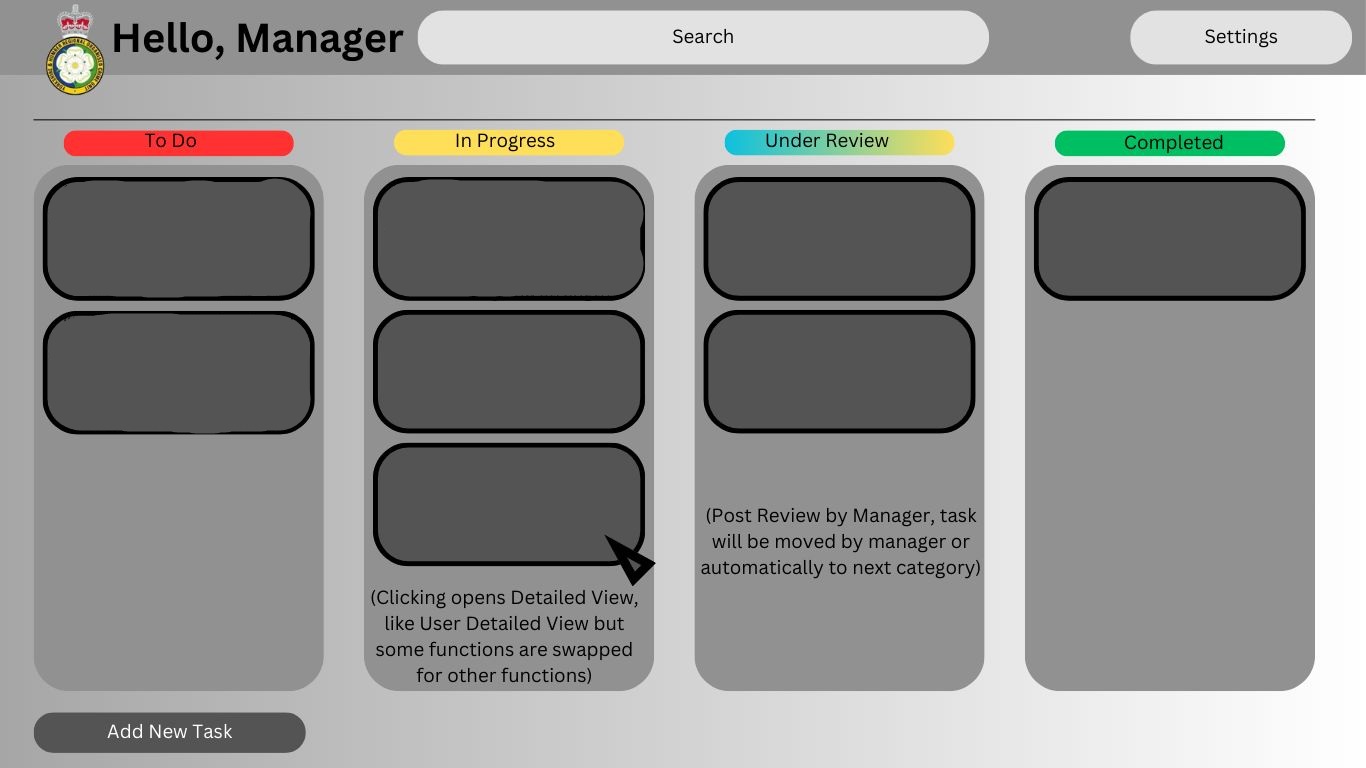 Hello, Manager
Search
Settings
To Do
In Progress
Under Review
Completed
(Post Review by Manager, task
will be moved by manager or
automatically to next category)
(Clicking opens Detailed View,
like User Detailed View but
some functions are swapped
for other functions)
Add New Task